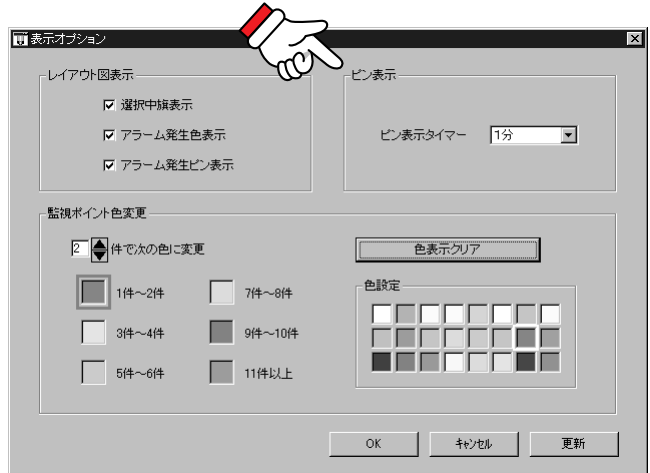 表示オプション
レイアウト図表示
選択中旗表示
アラーム発生色表示
アラーム発生ピン表示
ピン表示
ピン表示タイマー 1分
監視ポイント色変更
2 件で次の色に変更
1件～2件
3件～4件
5件～6件
7件～8件
9件～10件
11件以上
色表示クリア
色設定
OK キャンセル 更新